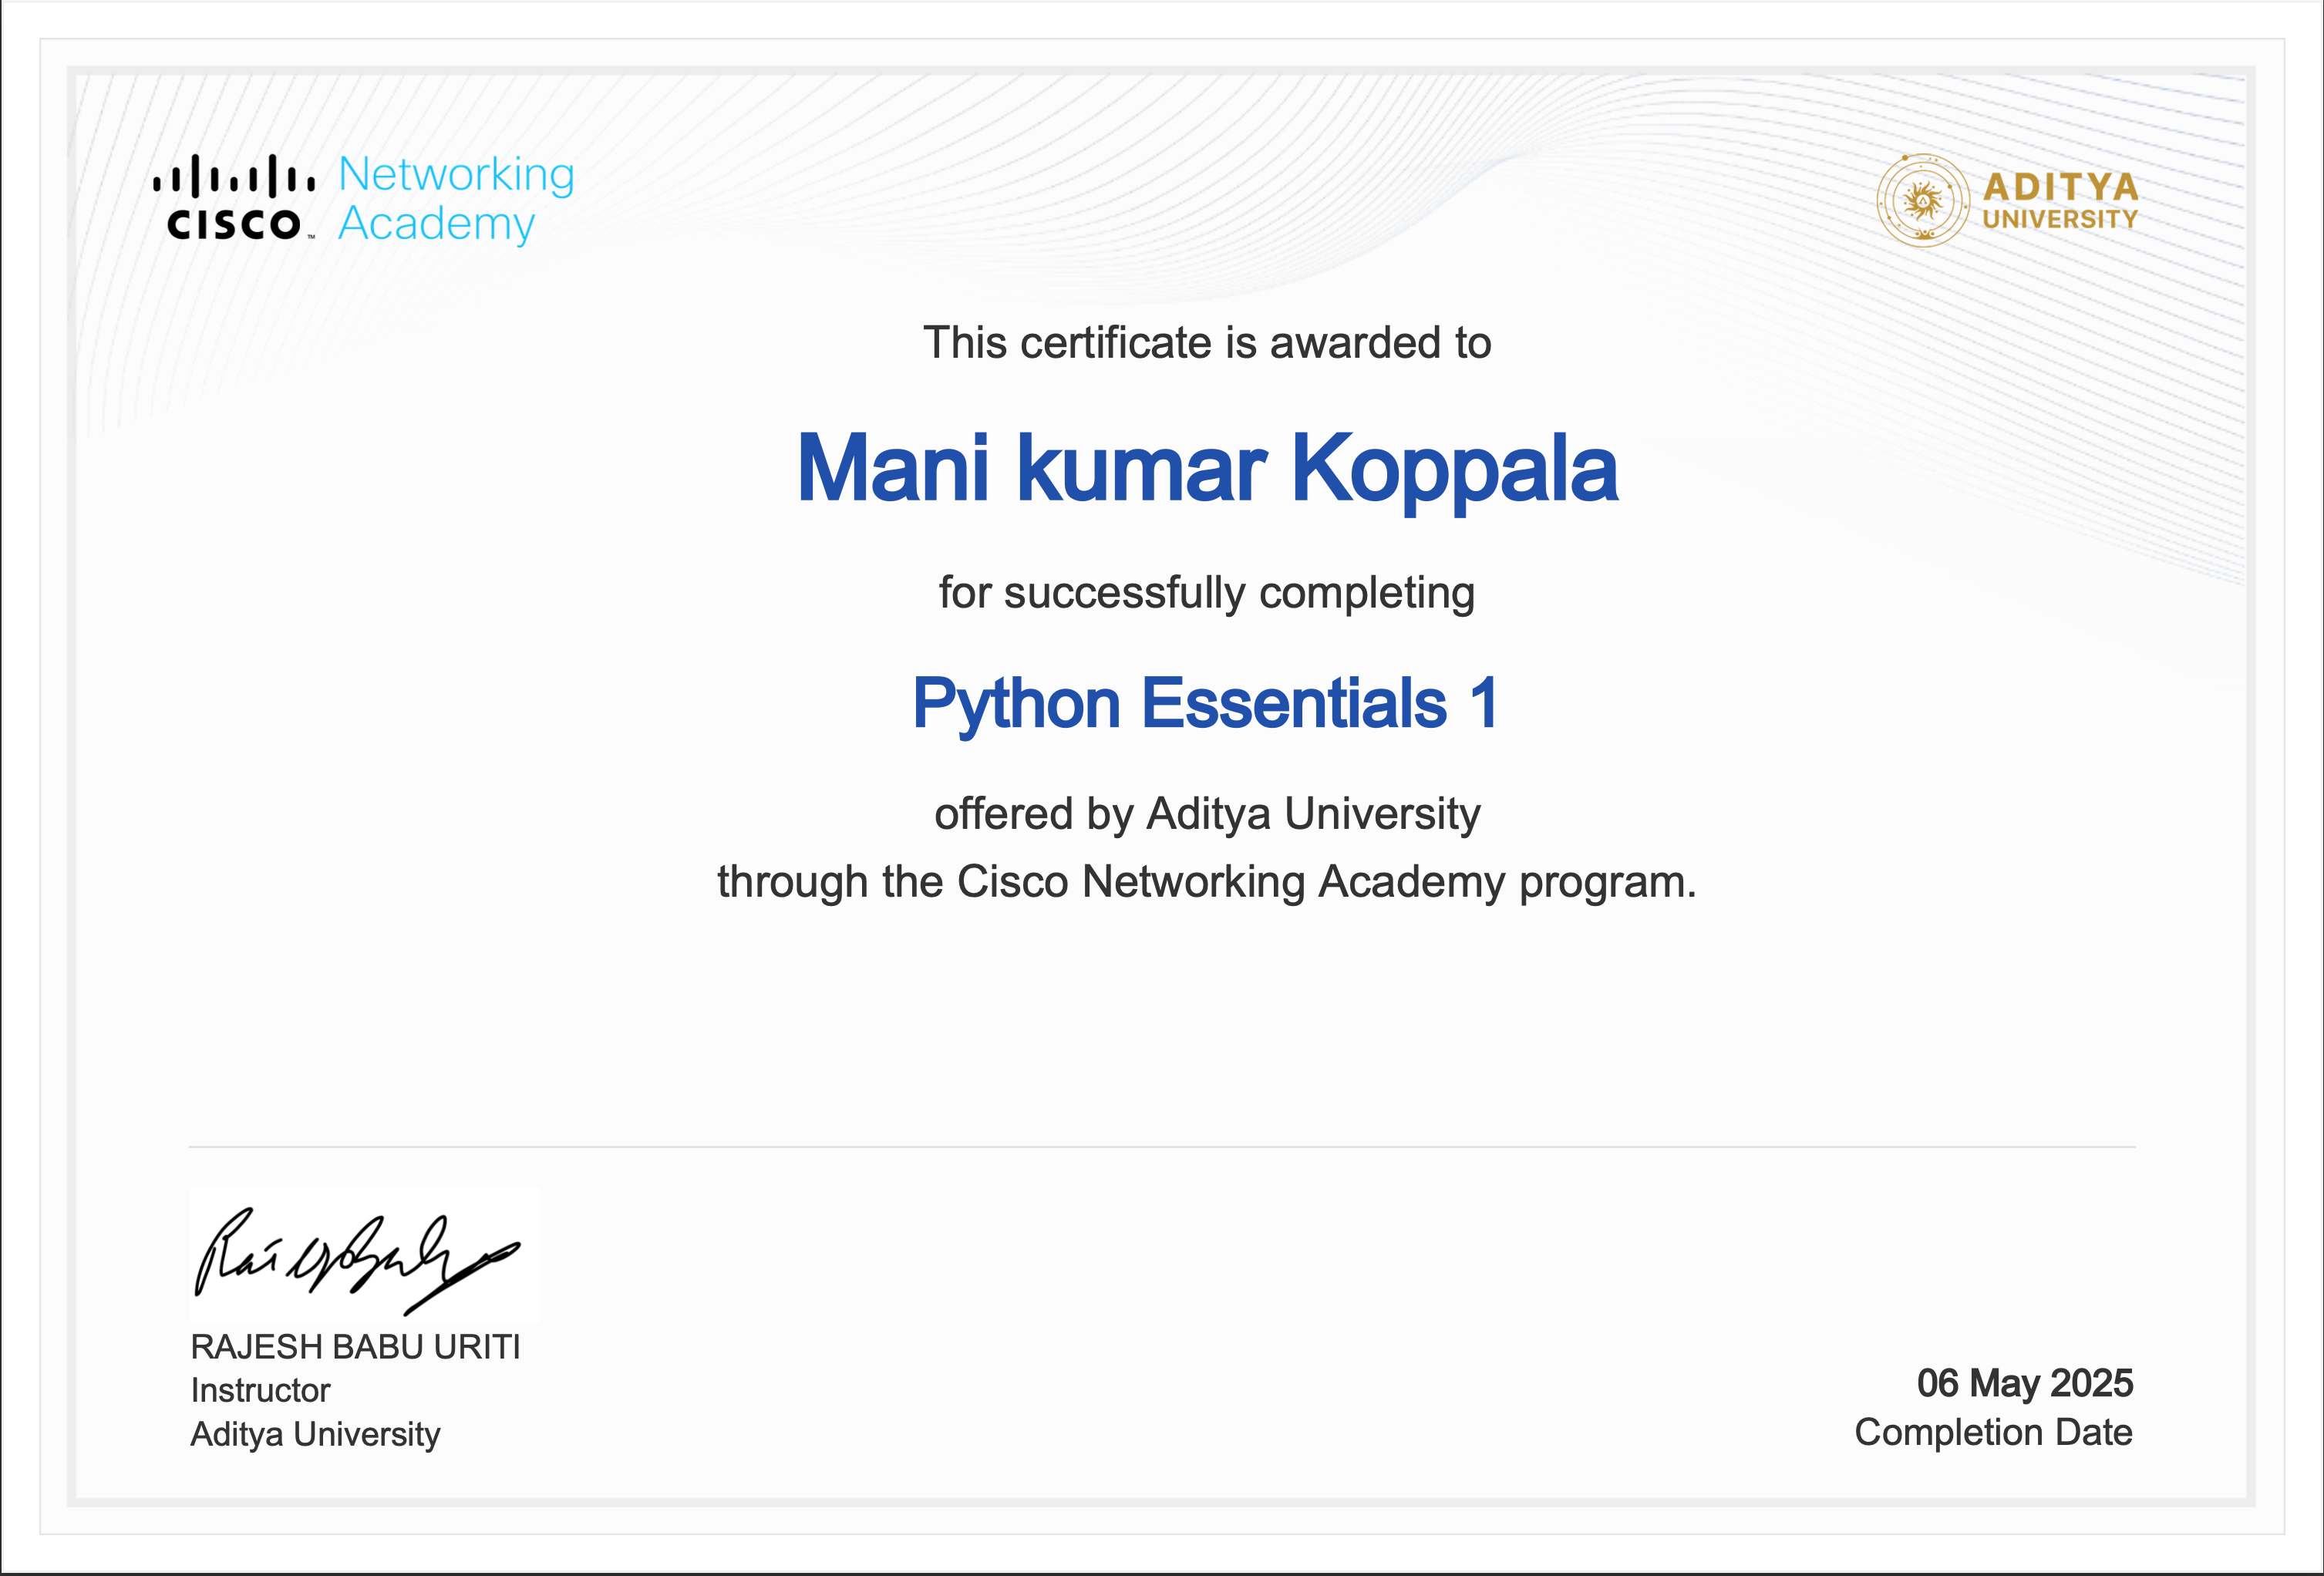 Networking
Academy
CISCO™
ADITYA
UNIVERSITY
This certificate is awarded to
Mani kumar Koppala
for successfully completing
Python Essentials 1
offered by Aditya University
through the Cisco Networking Academy program.
RAJESH BABU URITI
Instructor
Aditya University
06 May 2025
Completion Date